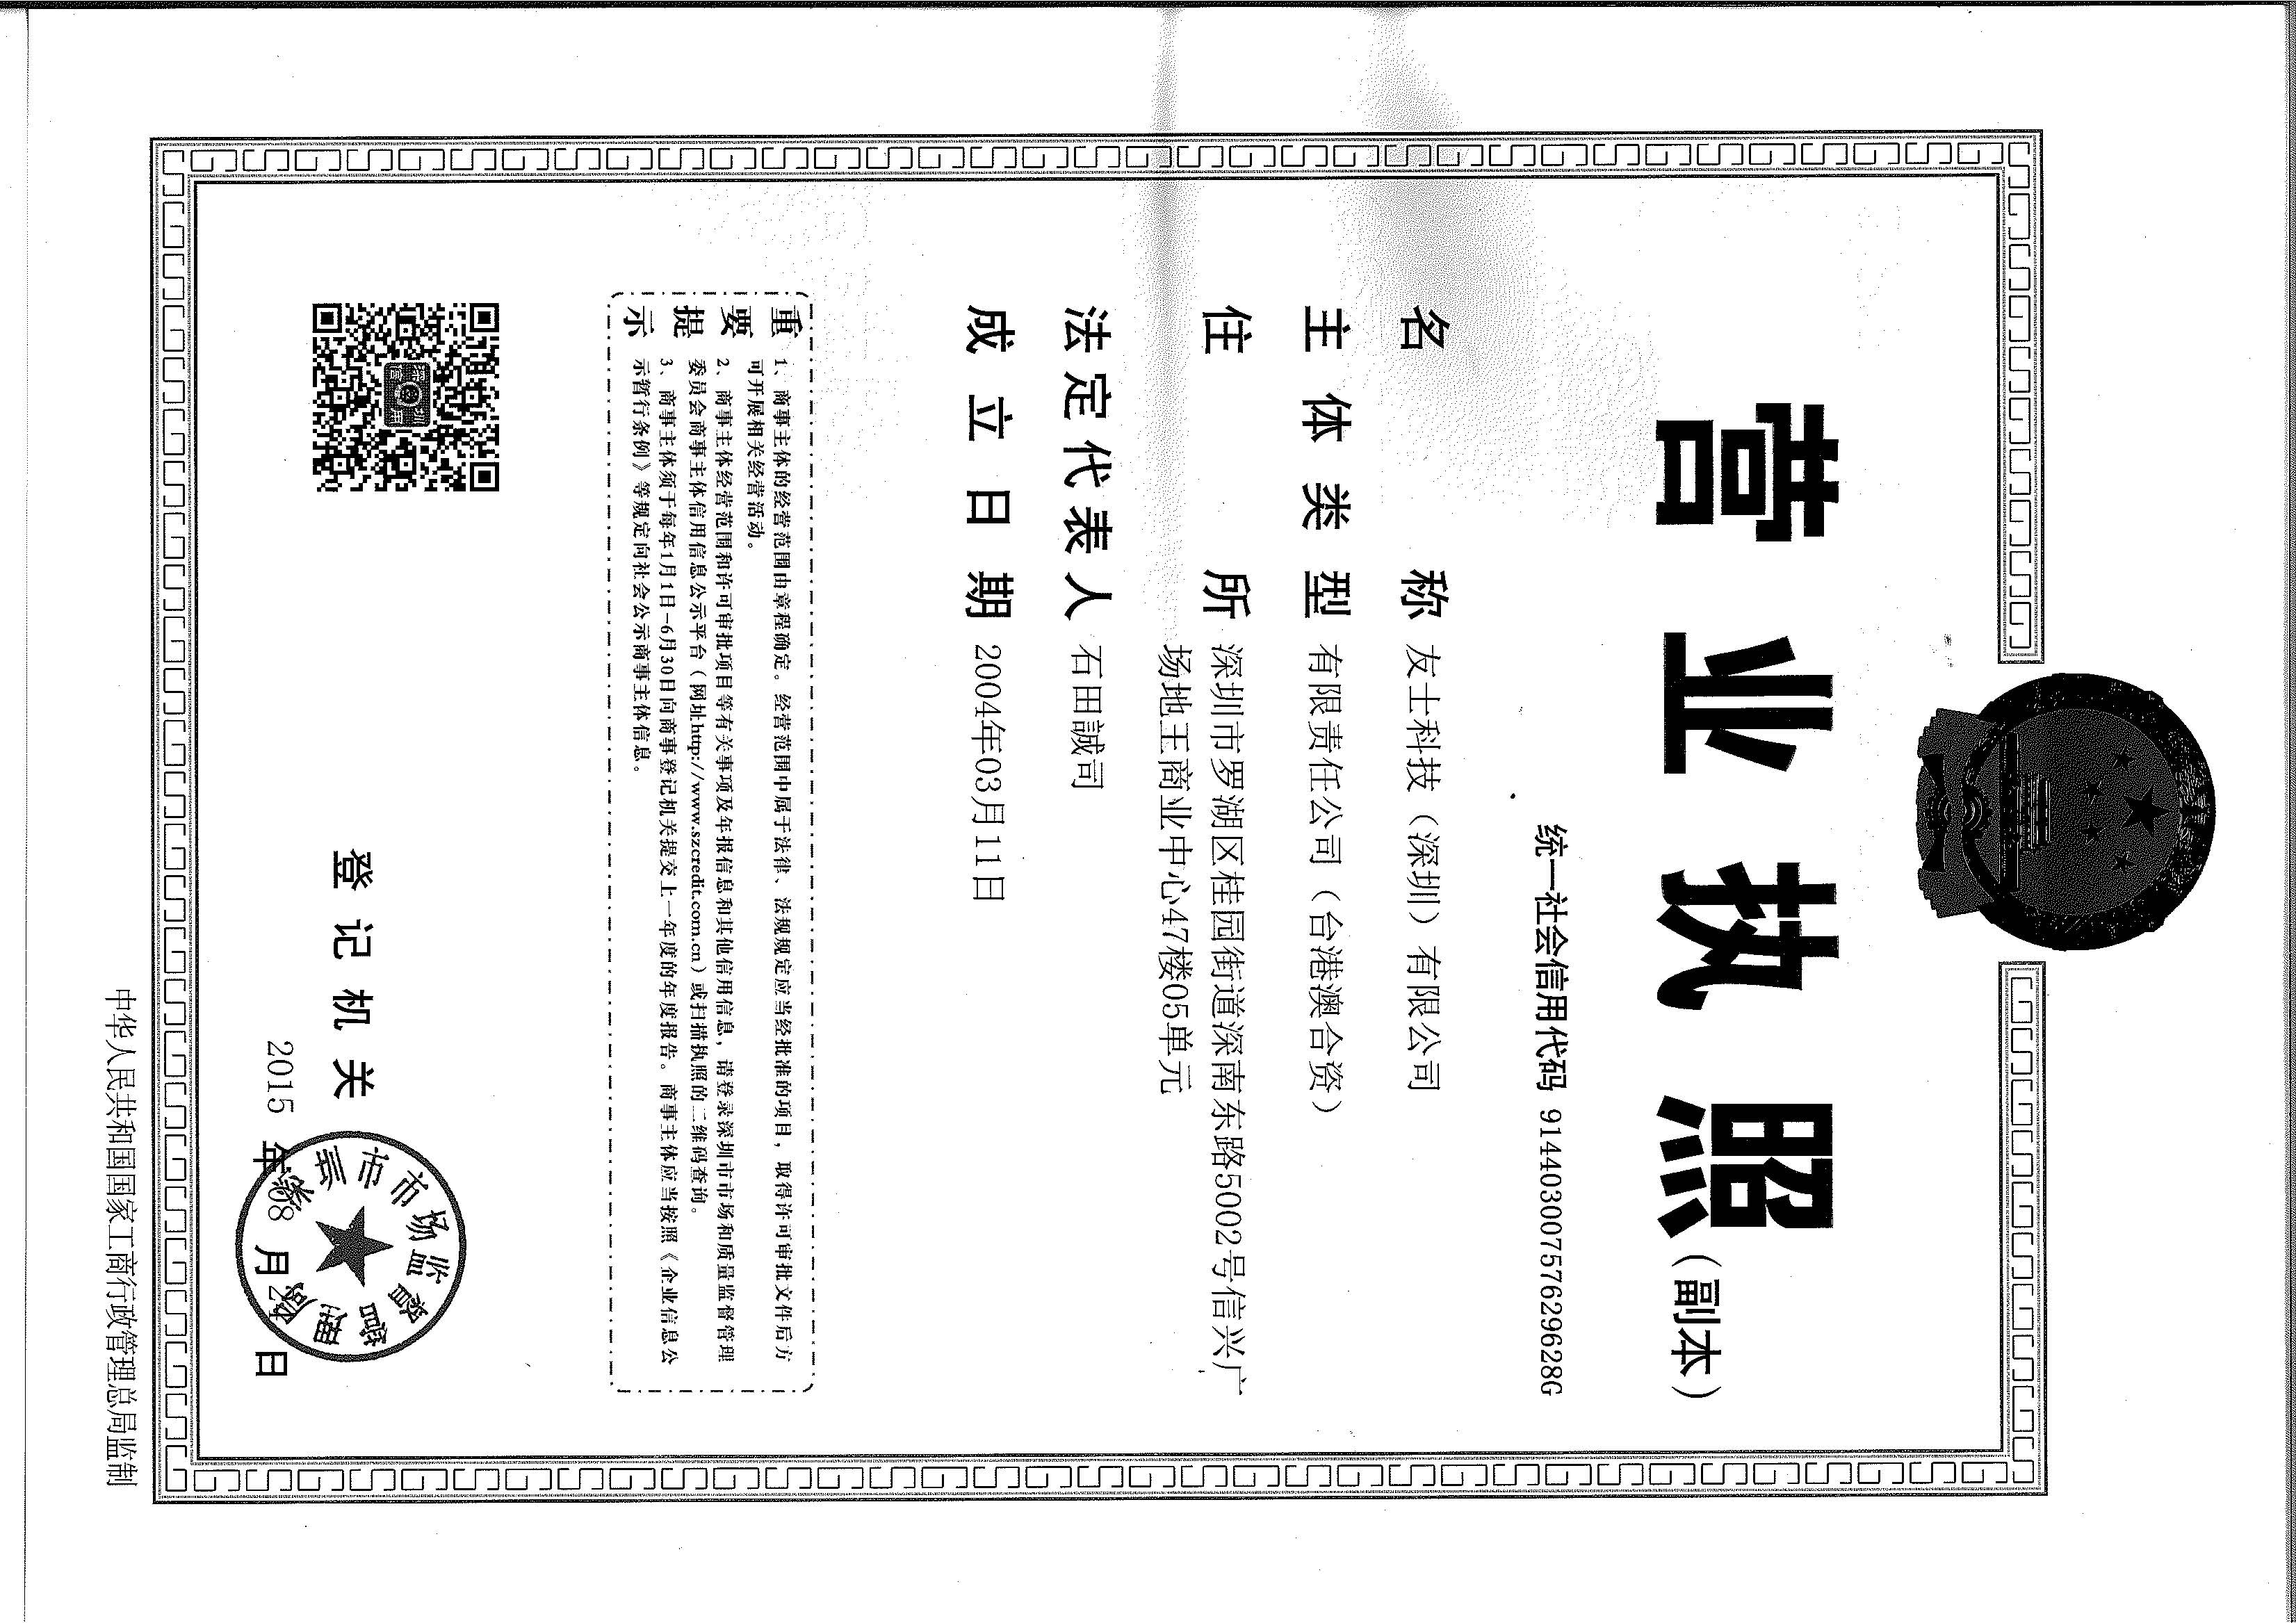 营业执照(副本)
统一社会信用代码 91440300757629628G
名称 友士科技（深圳）有限公司
主体类型 有限责任公司（台港澳合资）
住所 深圳市罗湖区桂园街道深南东路5002号信兴广
场地王商业中心47楼05单元
法定代表人 石田誠司
成立日期 2004年03月11日
重要提示
1、商事主体的经营范围由章程确定。经营范围中属于法律、法规规定应当经批准的项目，取得许可审批文件后方
可开展相关经营活动。
2、商事主体经营范围和许可审批项目等有关事项及年报信息和其他信用信息，请登录深圳市市场和质量监督管理
委员会商事主体信用信息公示平台（网址http://www.szcredit.com.cn）或扫描执照的二维码查询。
3、商事主体须于每年1月1日-6月30日向商事登记机关提交上一年度的年度报告。商事主体应当按照《企业信息公
示暂行条例》等规定向社会公示商事主体信息。
登记机关
深圳市市场监督管理局
2015 年 08 月 日
中华人民共和国国家工商行政管理总局监制